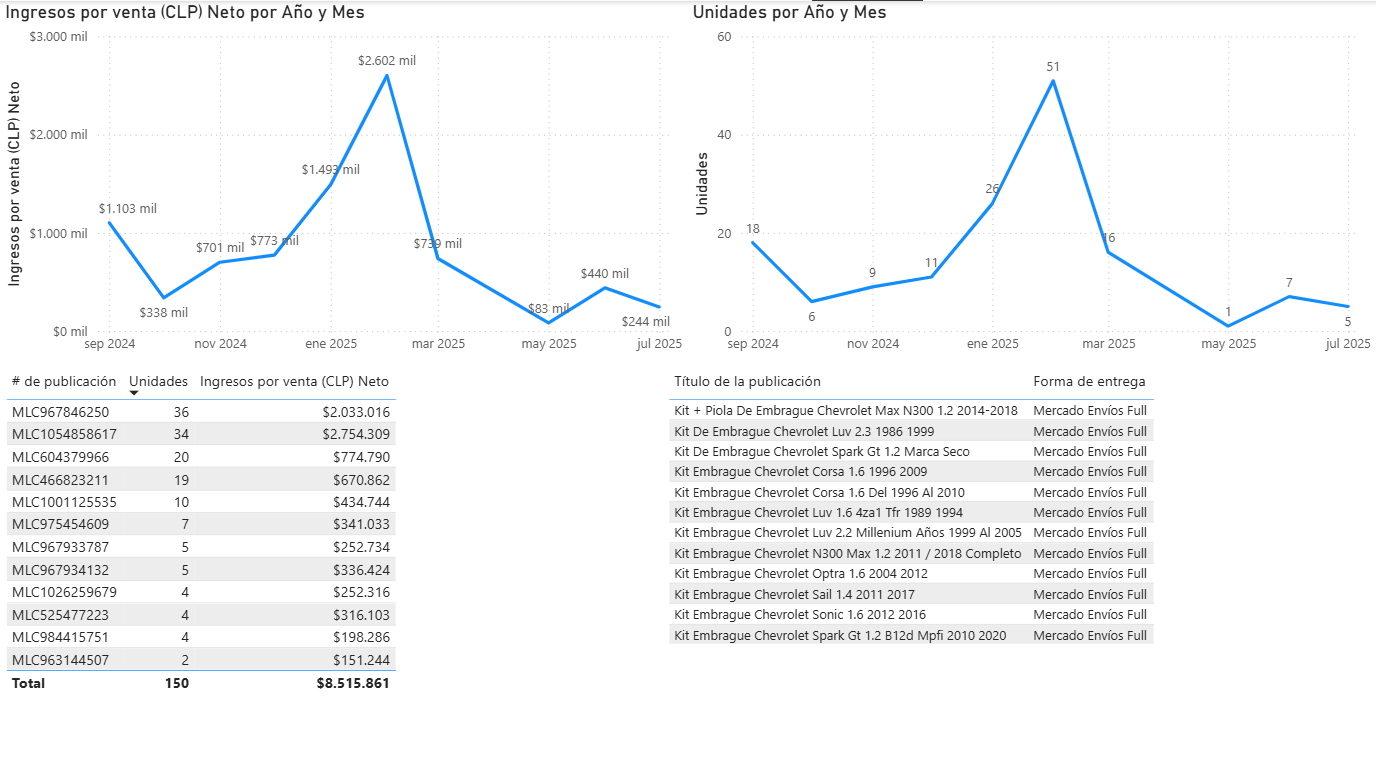 Ingresos por venta (CLP) Neto por Año y Mes
$3.000 mil
$2.000 mil
$1.000 mil
$0 mil
Ingresos por venta (CLP) Neto
$1.103 mil
$338 mil
$701 mil
$773 mil
$1.493 mil
$2.602 mil
$739 mil
$83 mil
$440 mil
$244 mil
sep 2024 nov 2024 ene 2025 mar 2025 may 2025 jul 2025
Unidades por Año y Mes
60
40
20
0
Unidades
18
6
9
11
26
51
16
1
7
5
sep 2024 nov 2024 ene 2025 mar 2025 may 2025 jul 2025
# de publicación Unidades Ingresos por venta (CLP) Neto
MLC967846250 36 $2.033.016
MLC1054858617 34 $2.754.309
MLC604379966 20 $774.790
MLC466823211 19 $670.862
MLC1001125535 10 $434.744
MLC975454609 7 $341.033
MLC967933787 5 $252.734
MLC967934132 5 $336.424
MLC1026259679 4 $252.316
MLC525477223 4 $316.103
MLC984415751 4 $198.286
MLC963144507 2 $151.244
Total 150 $8.515.861
Título de la publicación Forma de entrega
Kit + Piola De Embrague Chevrolet Max N300 1.2 2014-2018 Mercado Envíos Full
Kit De Embrague Chevrolet Luv 2.3 1986 1999 Mercado Envíos Full
Kit De Embrague Chevrolet Spark Gt 1.2 Marca Seco Mercado Envíos Full
Kit Embrague Chevrolet Corsa 1.6 1996 2009 Mercado Envíos Full
Kit Embrague Chevrolet Corsa 1.6 Del 1996 Al 2010 Mercado Envíos Full
Kit Embrague Chevrolet Luv 1.6 4za1 Tfr 1989 1994 Mercado Envíos Full
Kit Embrague Chevrolet Luv 2.2 Millenium Años 1999 Al 2005 Mercado Envíos Full
Kit Embrague Chevrolet N300 Max 1.2 2011 / 2018 Completo Mercado Envíos Full
Kit Embrague Chevrolet Optra 1.6 2004 2012 Mercado Envíos Full
Kit Embrague Chevrolet Sail 1.4 2011 2017 Mercado Envíos Full
Kit Embrague Chevrolet Sonic 1.6 2012 2016 Mercado Envíos Full
Kit Embrague Chevrolet Spark Gt 1.2 B12d Mpfi 2010 2020 Mercado Envíos Full